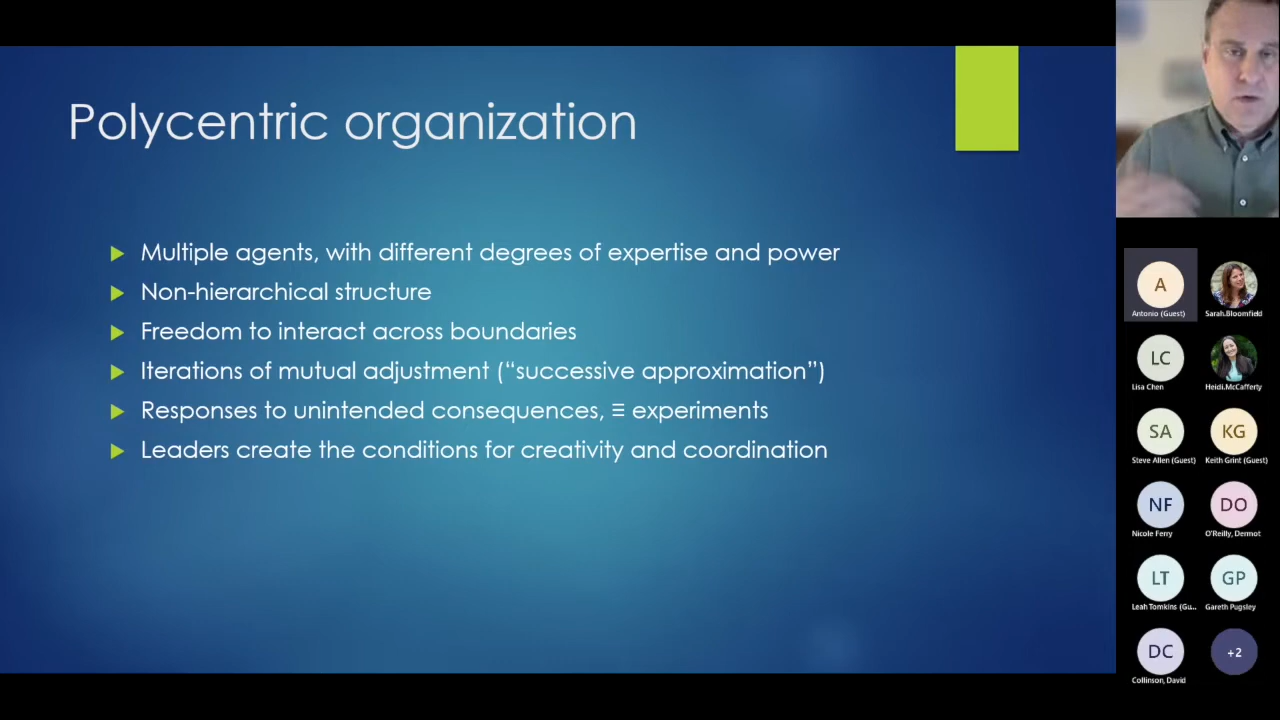 Polycentric organization
Multiple agents, with different degrees of expertise and power
Non-hierarchical structure
Freedom to interact across boundaries
Iterations of mutual adjustment (“successive approximation”)
Responses to unintended consequences, ≡ experiments
Leaders create the conditions for creativity and coordination
A
Antonio (Guest)
Sarah.Bloomfield
LC
Lisa Chen
Heidi.McCafferty
SA
KG
Steve Allen (Guest)
Keith Grint (Guest)
NF
DO
Nicole Ferry
O'Reilly, Dermot
LT
GP
Leah Tomkins (Gu...
Gareth Pugsley
DC
+2
Collinson, David